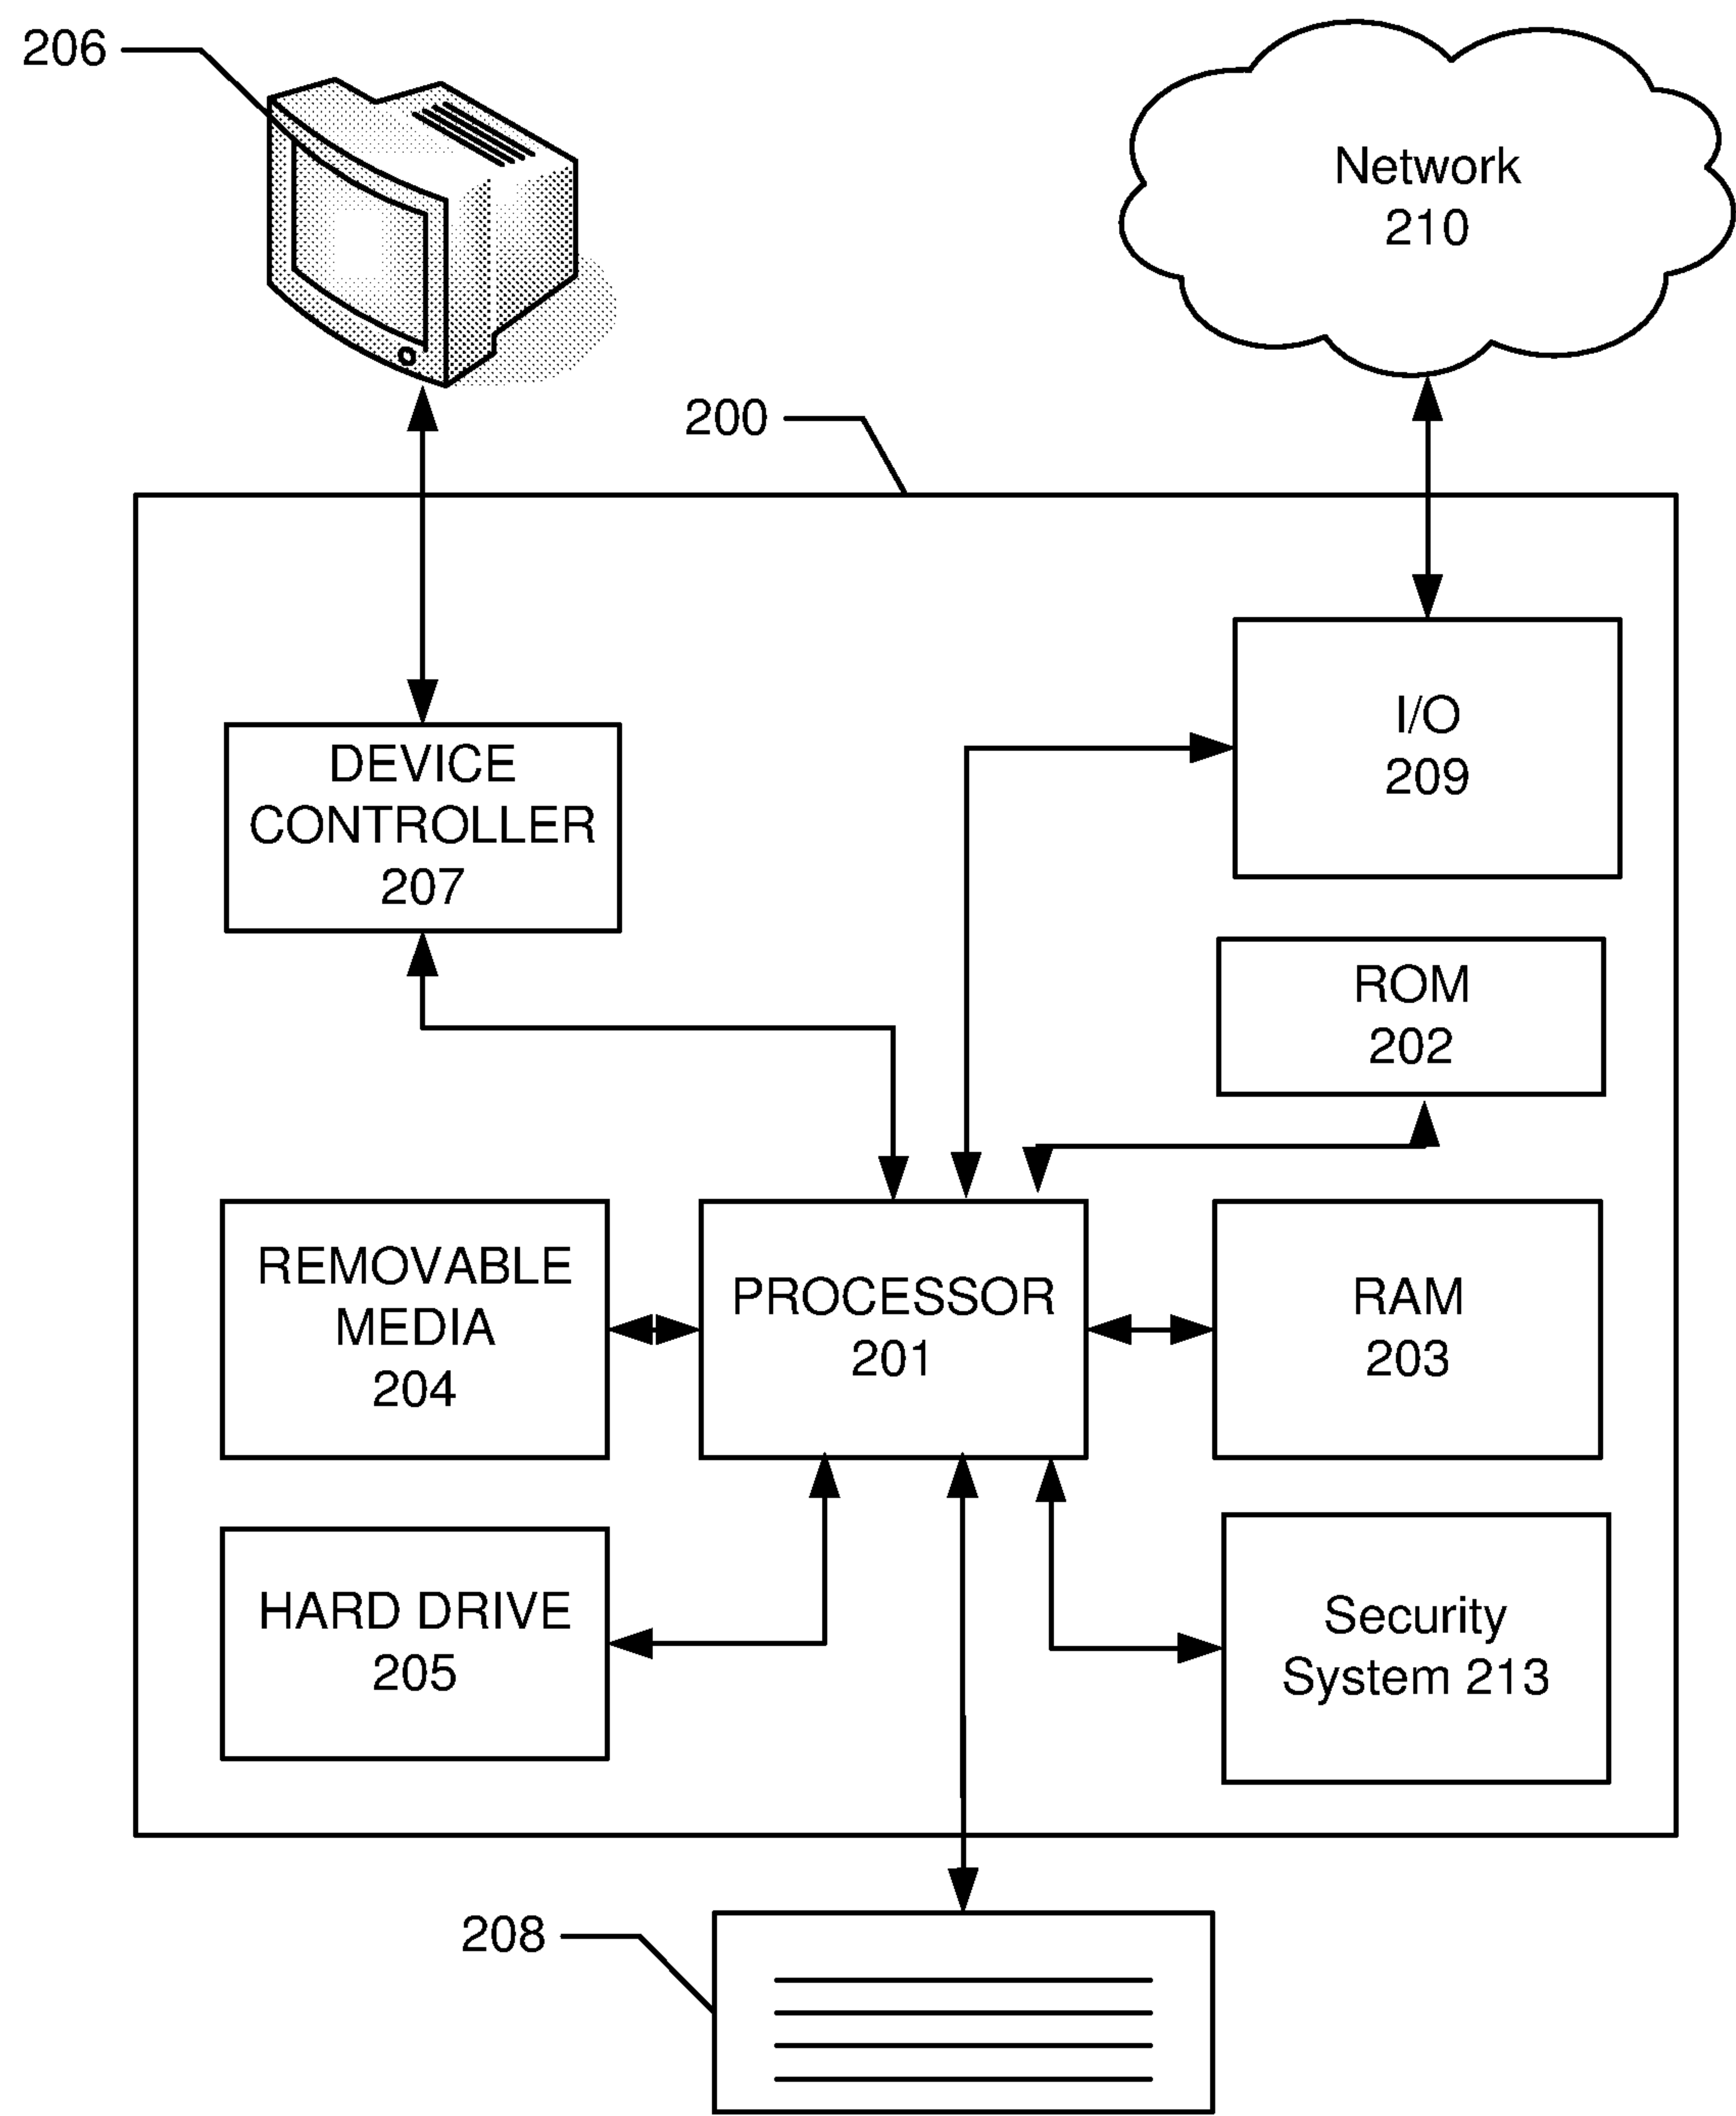 206
Network
210
200
I/O
209
DEVICE
CONTROLLER
207
ROM
202
REMOVABLE
MEDIA
204
PROCESSOR
201
RAM
203
HARD DRIVE
205
Security
System 213
208